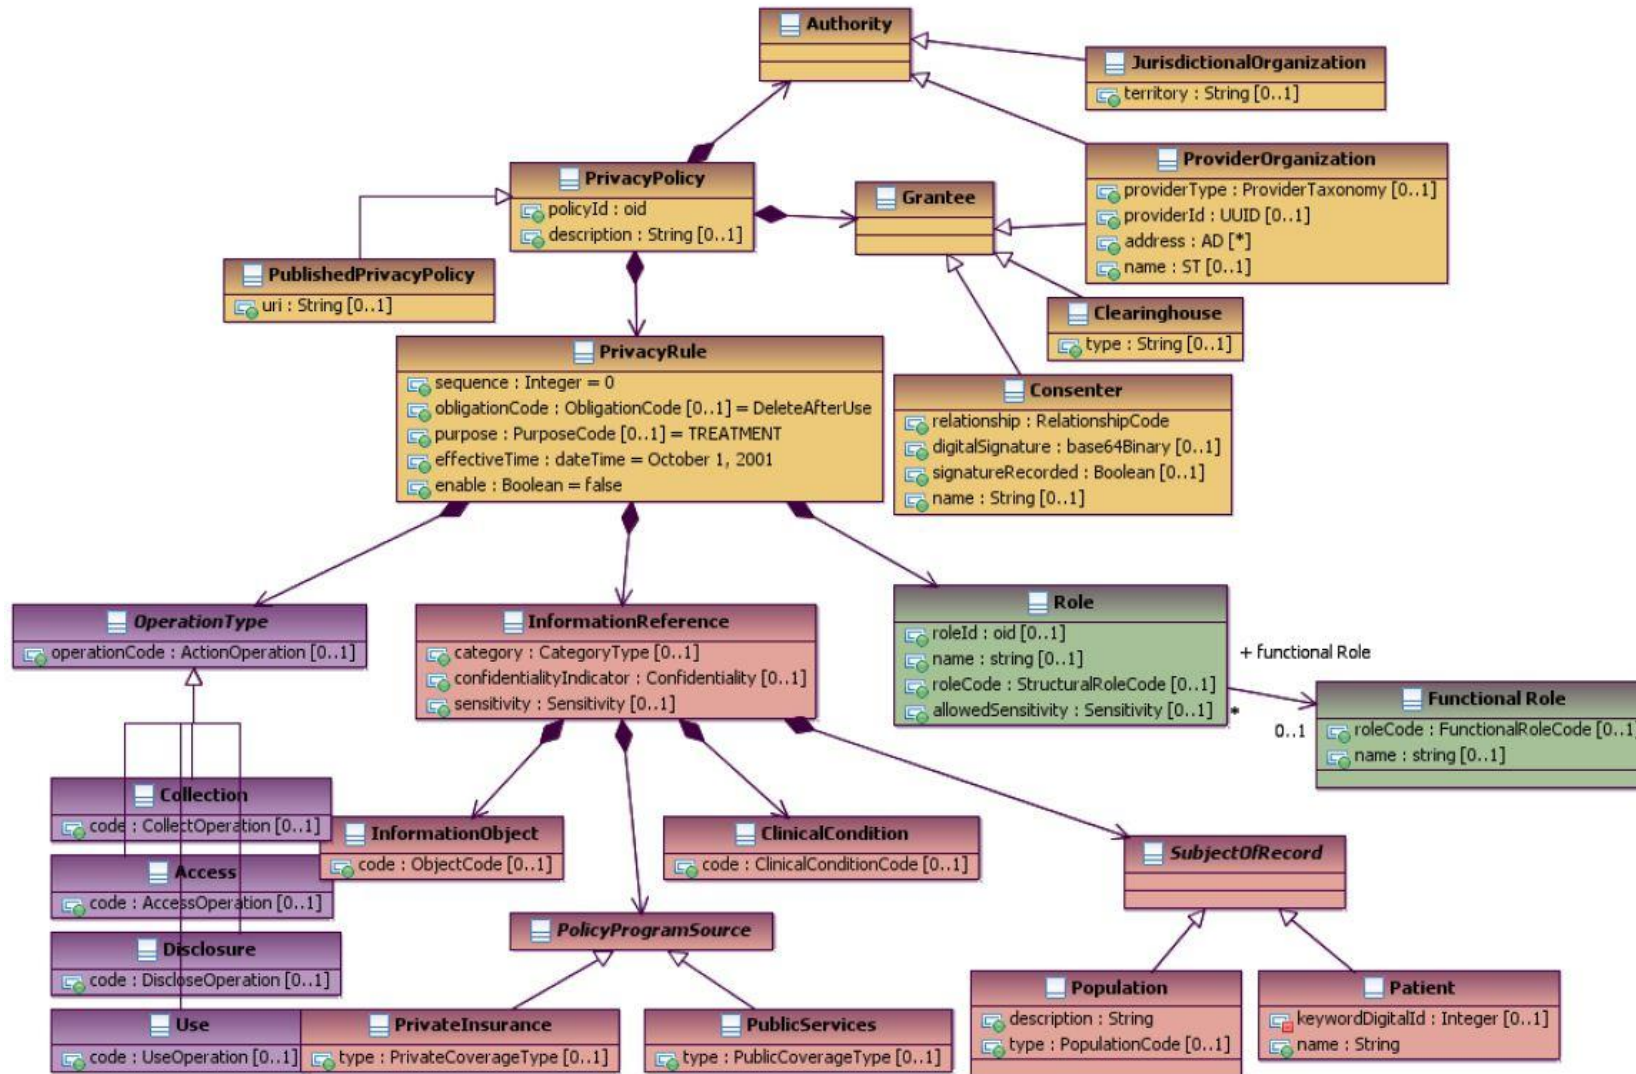 Authority
JurisdictionalOrganization
territory : String [0..1]
ProviderOrganization
providerType : ProviderTaxonomy [0..1]
providerId : UUID [0..1]
address : AD [*]
name : ST [0..1]
PrivacyPolicy
policyId : oid
description : String [0..1]
Grantee
PublishedPrivacyPolicy
uri : String [0..1]
Clearinghouse
type : String [0..1]
PrivacyRule
sequence : Integer = 0
obligationCode : ObligationCode [0..1] = DeleteAfterUse
purpose : PurposeCode [0..1] = TREATMENT
effectiveTime : dateTime = October 1, 2001
enable : Boolean = false
Consenter
relationship : RelationshipCode
digitalSignature : base64Binary [0..1]
signatureRecorded : Boolean [0..1]
name : String [0..1]
OperationType
operationCode : ActionOperation [0..1]
InformationReference
category : CategoryType [0..1]
confidentialityIndicator : Confidentiality [0..1]
sensitivity : Sensitivity [0..1]
Role
roleId : oid [0..1]
name : string [0..1]
roleCode : StructuralRoleCode [0..1]
allowedSensitivity : Sensitivity [0..1]
+ functional Role
*
0..1
Functional Role
roleCode : FunctionalRoleCode [0..1]
name : string [0..1]
Collection
code : CollectOperation [0..1]
InformationObject
code : ObjectCode [0..1]
ClinicalCondition
code : ClinicalConditionCode [0..1]
SubjectOfRecord
Access
code : AccessOperation [0..1]
PolicyProgramSource
Disclosure
code : DiscloseOperation [0..1]
Use
code : UseOperation [0..1]
PrivateInsurance
type : PrivateCoverageType [0..1]
PublicServices
type : PublicCoverageType [0..1]
Population
description : String
type : PopulationCode [0..1]
Patient
keywordDigitalId : Integer [0..1]
name : String